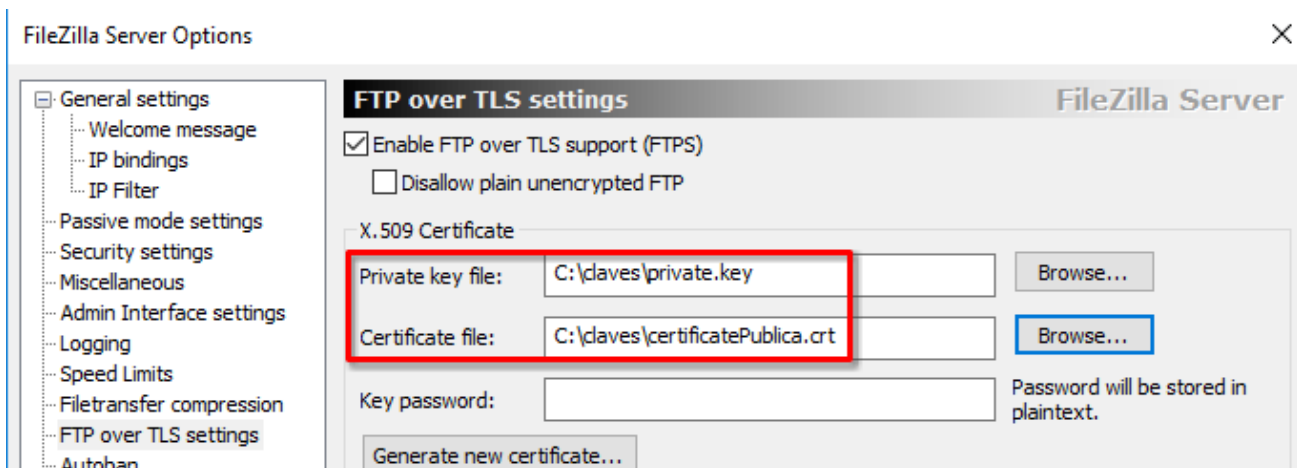 FileZilla Server Options
General settings
Welcome message
IP bindings
IP Filter
Passive mode settings
Security settings
Miscellaneous
Admin Interface settings
Logging
Speed Limits
Filetransfer compression
FTP over TLS settings
Autoban
FTP over TLS settings
FileZilla Server
Enable FTP over TLS support (FTPS)
Disallow plain unencrypted FTP
X.509 Certificate
Private key file: C:\claves\private.key Browse...
Certificate file: C:\claves\certificatePublica.crt Browse...
Key password: Password will be stored in
plaintext.
Generate new certificate...